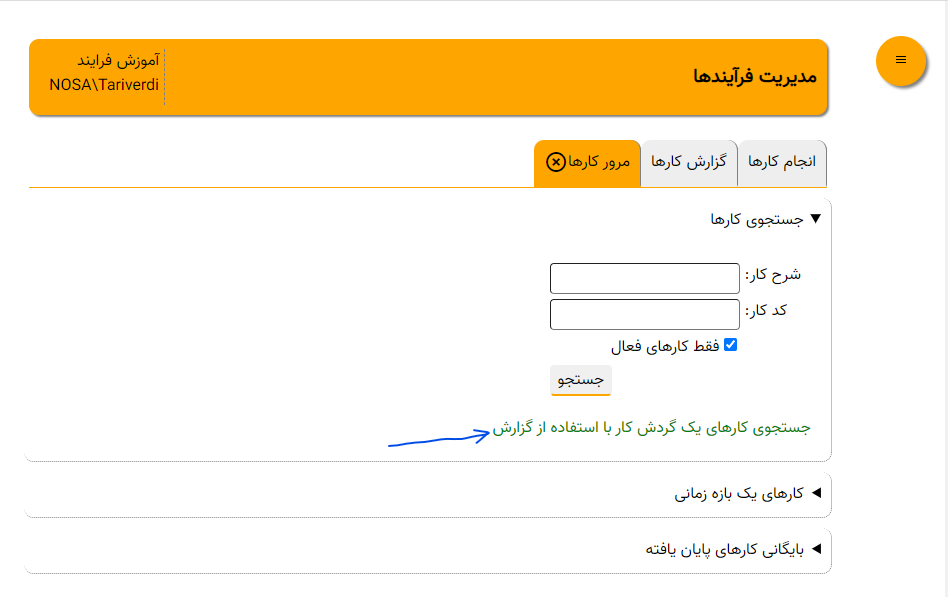 ≡
مدیریت فرآیندها
آموزش فرایند
NOSA\Tariverdi
انجام کارها
گزارش کارها
مرور کارها
جستجوی کارها
شرح کار:
کد کار:
فقط کارهای فعال
جستجو
جستجوی کارهای یک گردش کار با استفاده از گزارش
کارهای یک بازه زمانی
بایگانی کارهای پایان یافته